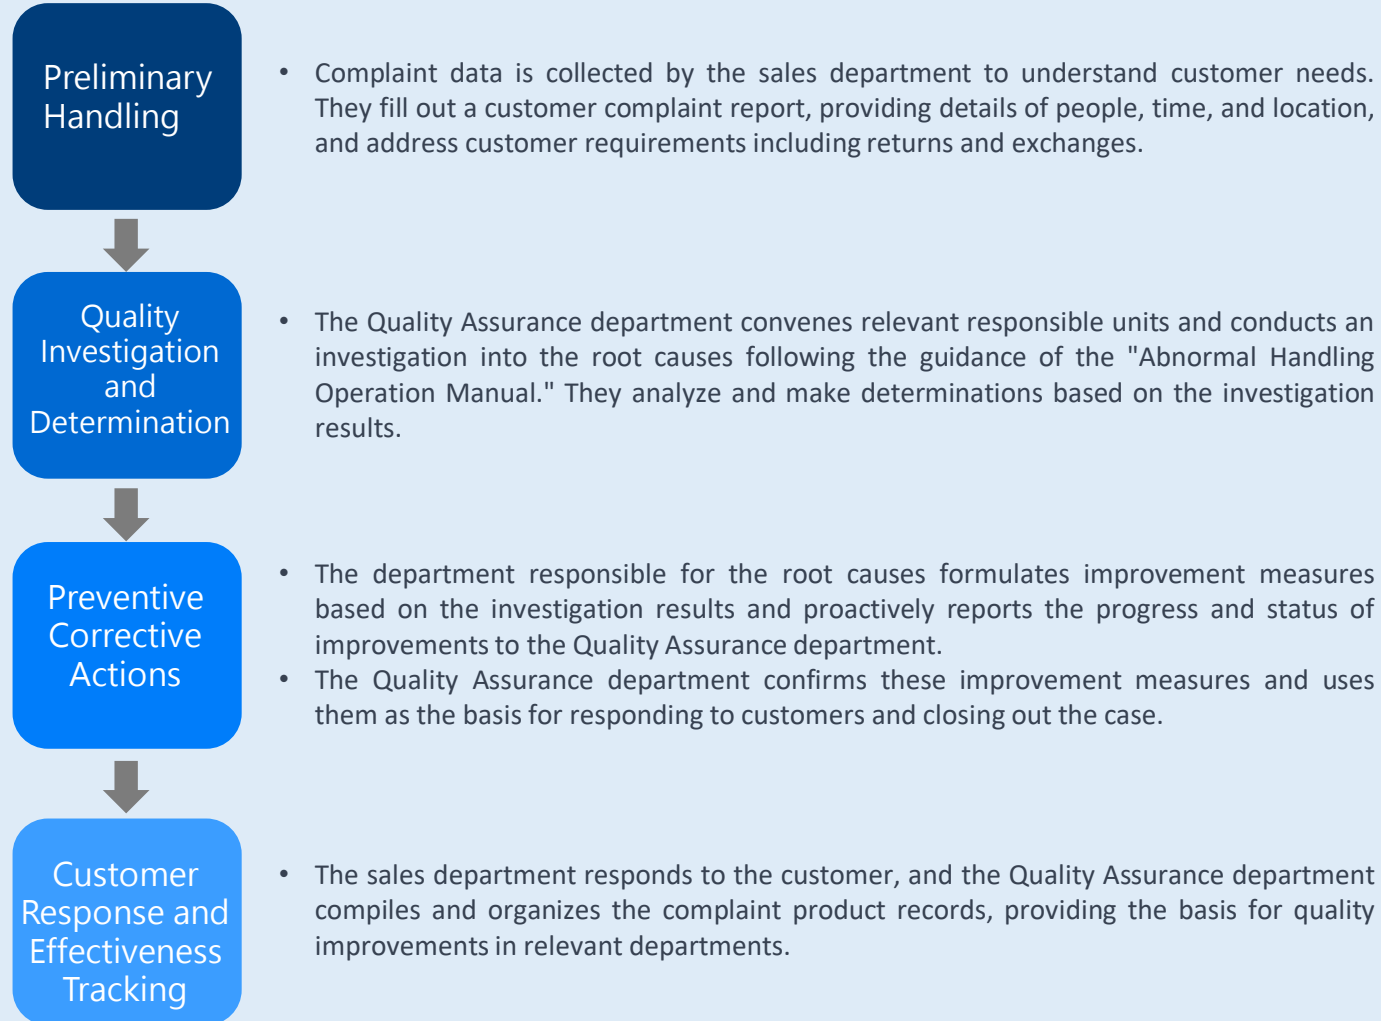 Preliminary
Handling
• Complaint data is collected by the sales department to understand customer needs.
They fill out a customer complaint report, providing details of people, time, and location,
and address customer requirements including returns and exchanges.
Quality
Investigation
and
Determination
• The Quality Assurance department convenes relevant responsible units and conducts an
investigation into the root causes following the guidance of the "Abnormal Handling
Operation Manual." They analyze and make determinations based on the investigation
results.
Preventive
Corrective
Actions
• The department responsible for the root causes formulates improvement measures
based on the investigation results and proactively reports the progress and status of
improvements to the Quality Assurance department.
• The Quality Assurance department confirms these improvement measures and uses
them as the basis for responding to customers and closing out the case.
Customer
Response and
Effectiveness
Tracking
• The sales department responds to the customer, and the Quality Assurance department
compiles and organizes the complaint product records, providing the basis for quality
improvements in relevant departments.